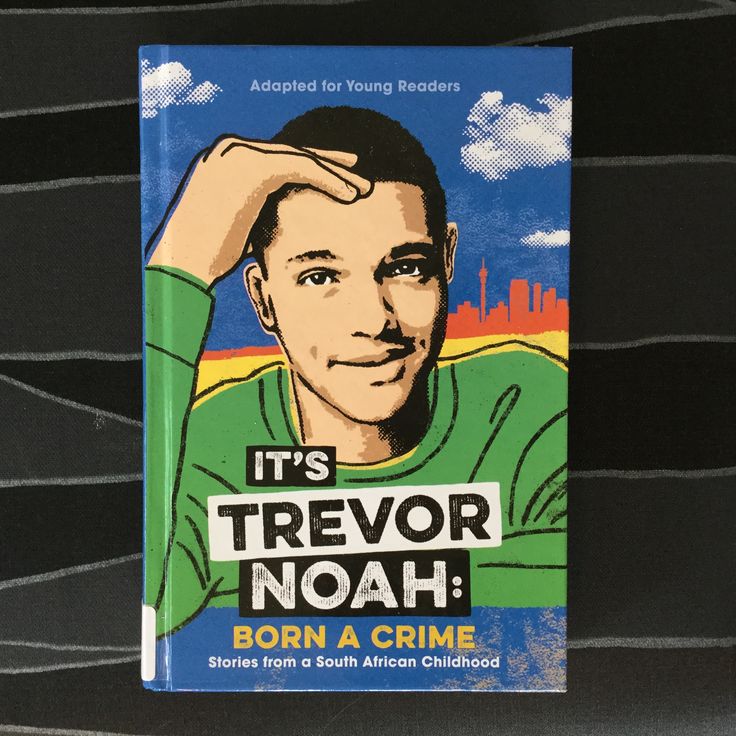 Adapted for Young Readers
IT'S
TREVOR
NOAH:
BORN A CRIME
Stories from a South African Childhood